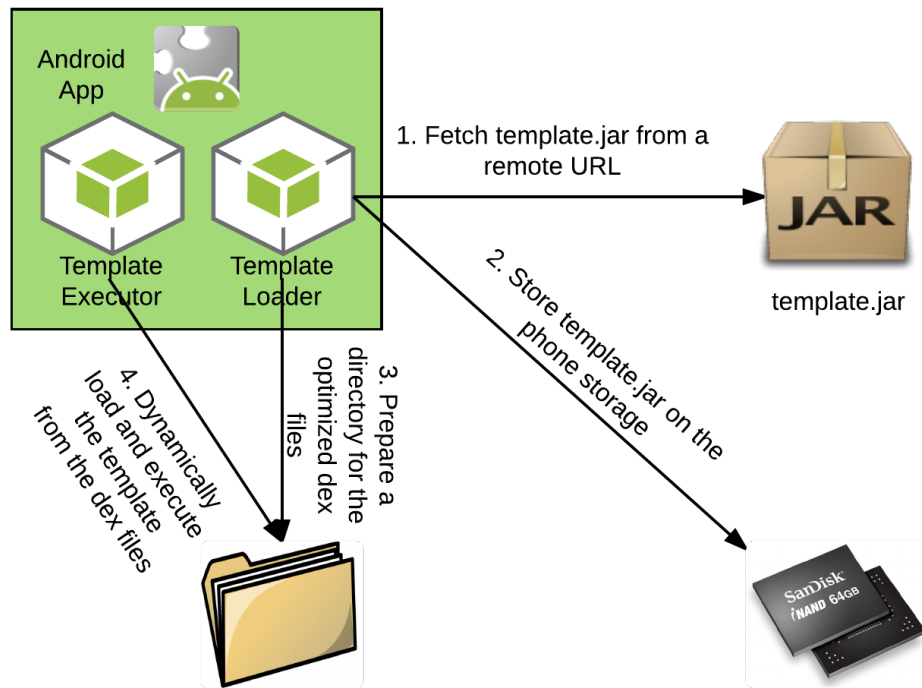 Android
App
Template
Executor
Template
Loader
1. Fetch template.jar from a
remote URL
JAR
template.jar
2. Store template.jar on the
phone storage
3. Prepare a
directory for the
optimized dex
files
4. Dynamically
load and execute
the template
from the dex files
SanDisk
iNAND 64GB